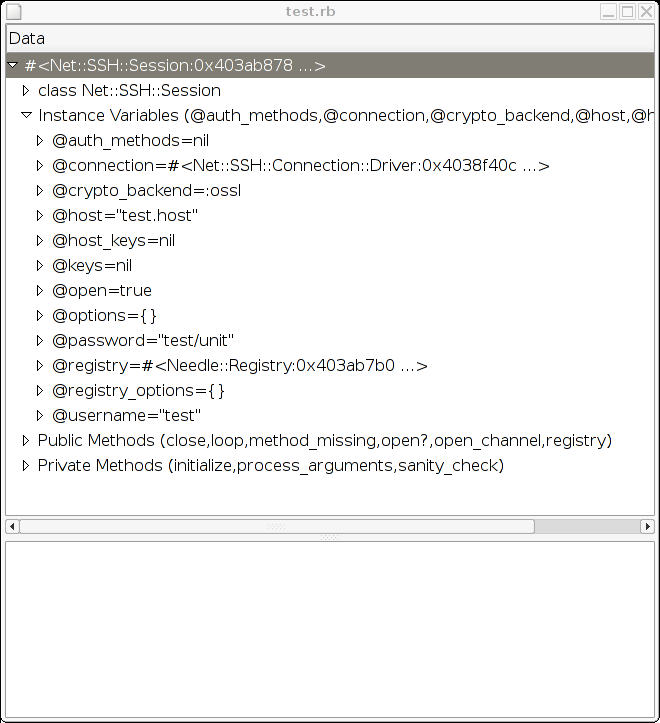 test.rb
Data
#<Net::SSH::Session:0x403ab878 ...>
class Net::SSH::Session
Instance Variables (@auth_methods,@connection,@crypto_backend,@host,@h
@auth_methods=nil
@connection=#<Net::SSH::Connection::Driver:0x4038f40c ...>
@crypto_backend=:ossl
@host="test.host"
@host_keys=nil
@keys=nil
@open=true
@options={}
@password="test/unit"
@registry=#<Needle::Registry:0x403ab7b0 ...>
@registry_options={}
@username="test"
Public Methods (close,loop,method_missing,open?,open_channel,registry)
Private Methods (initialize,process_arguments,sanity_check)